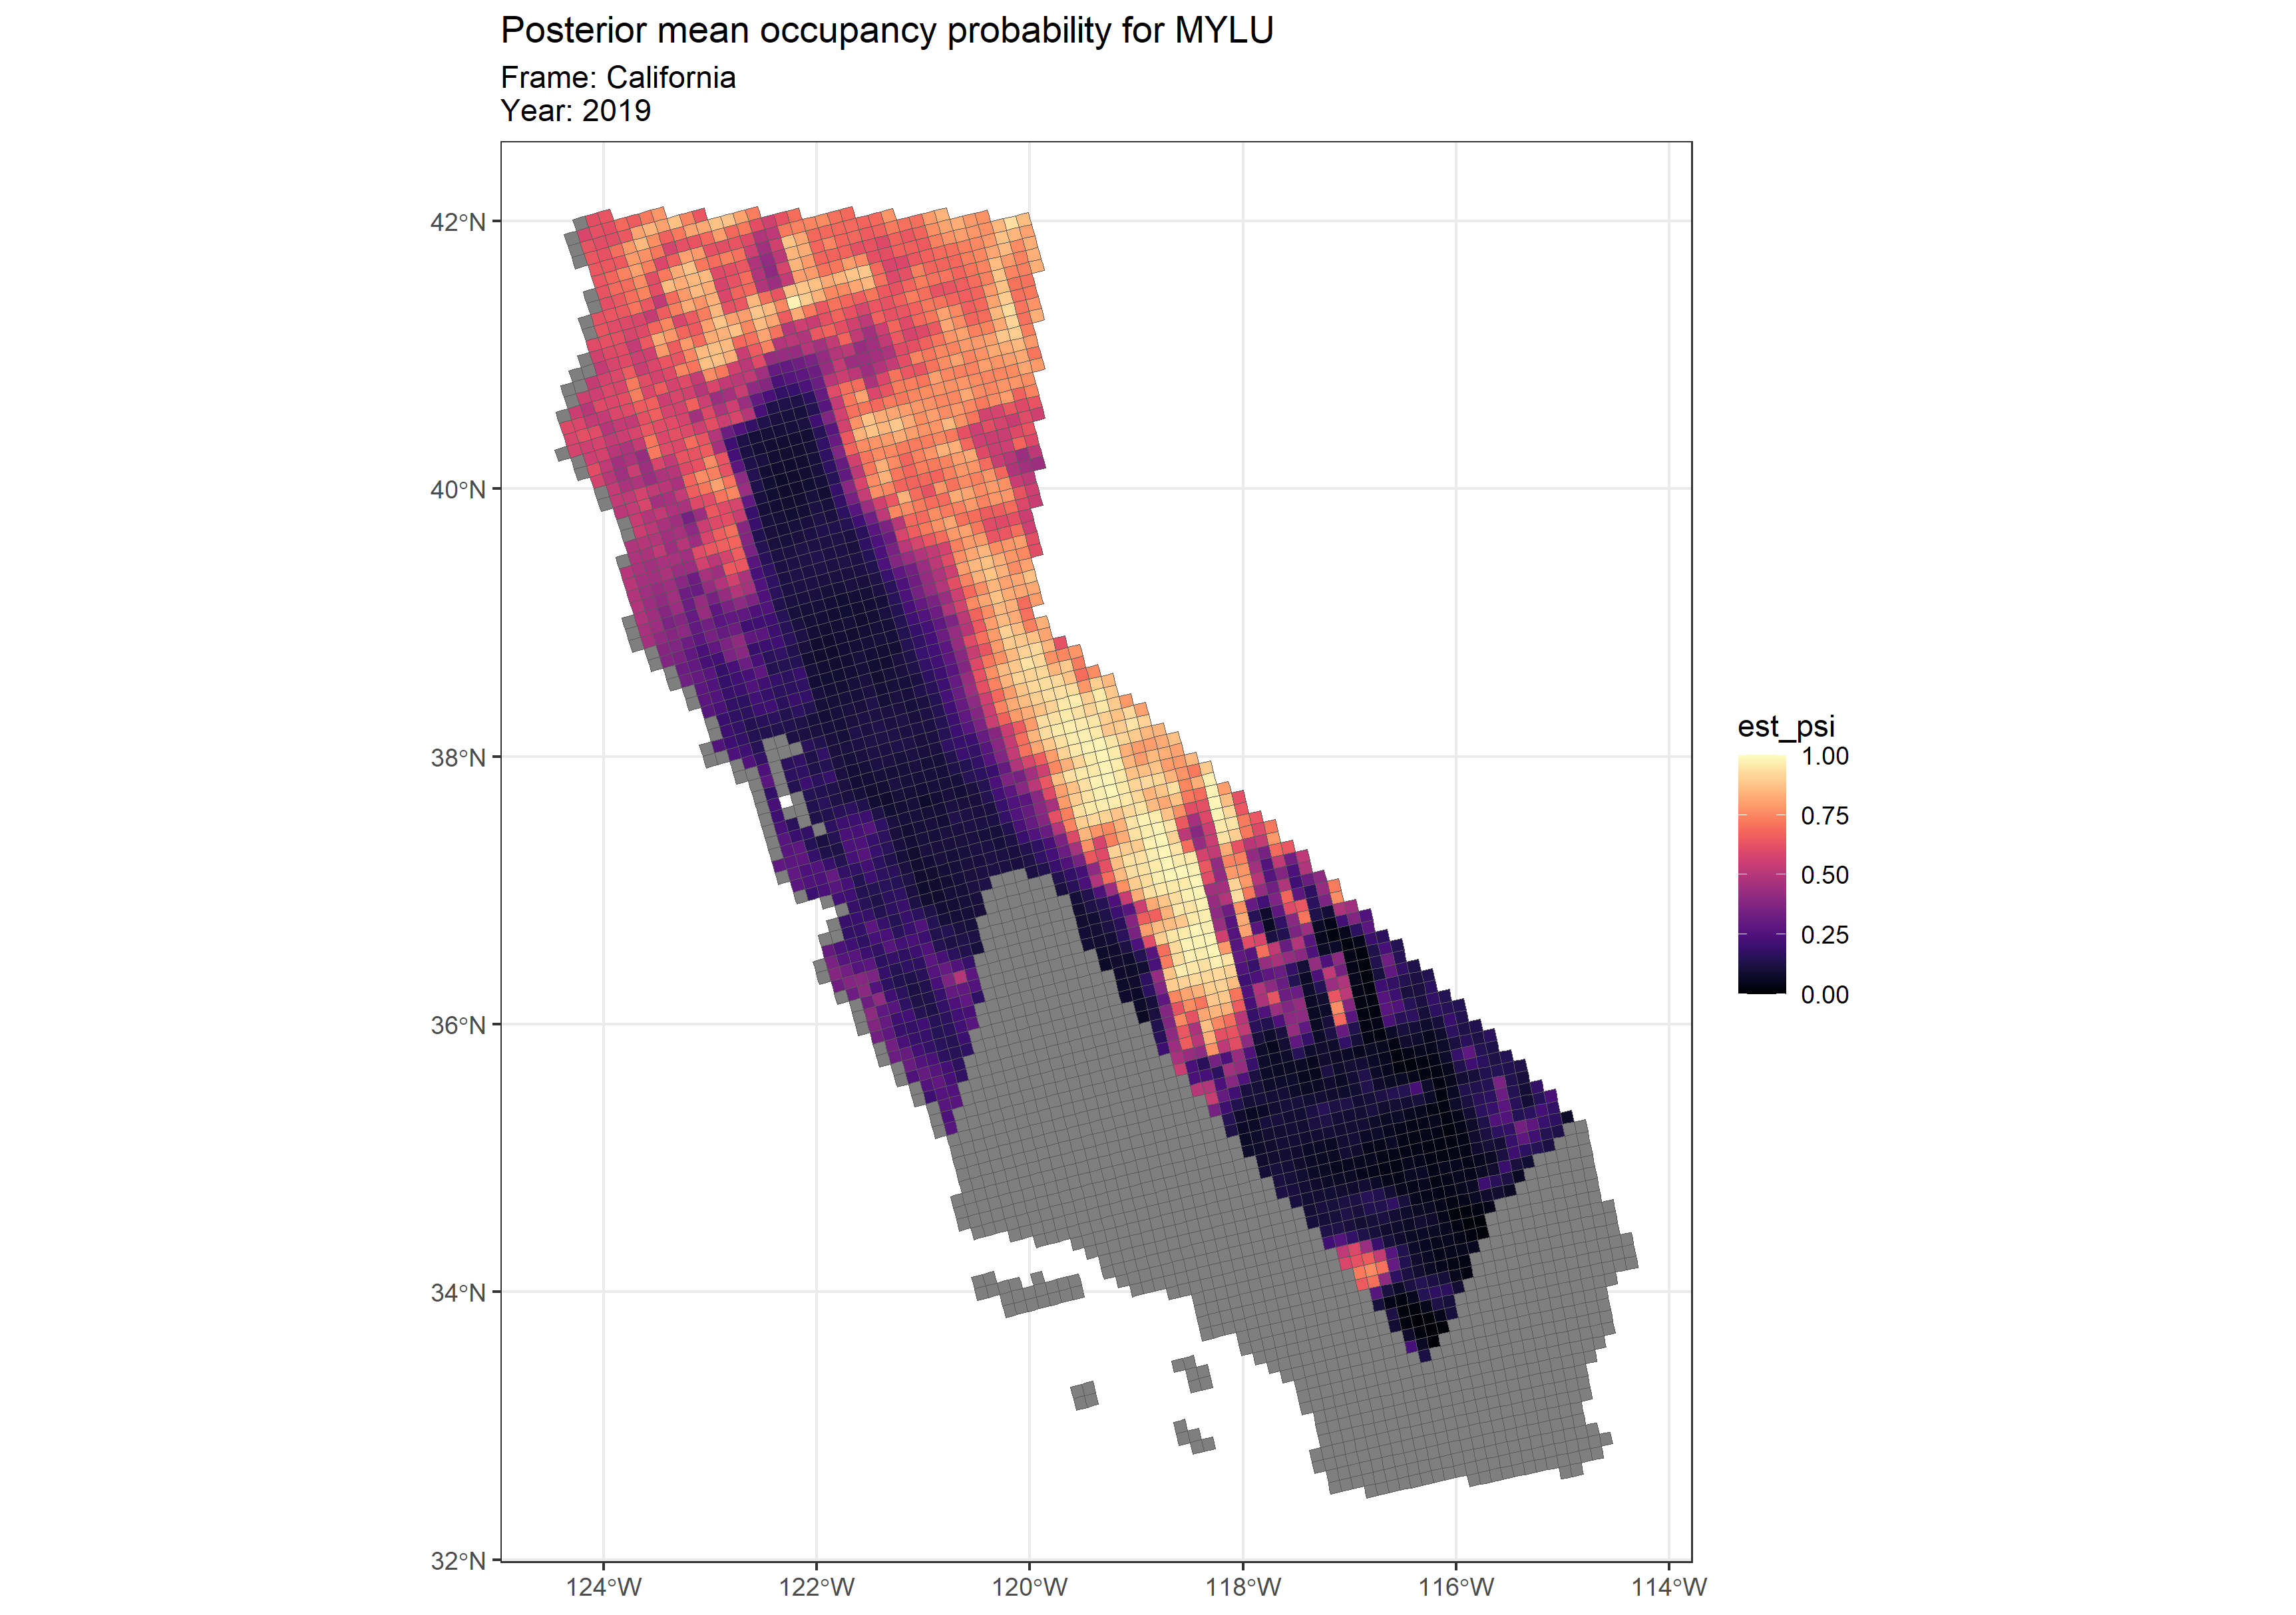 Posterior mean occupancy probability for MYLU
Frame: California
Year: 2019
42°N
40°N
38°N
36°N
34°N
32°N
124°W
122°W
120°W
118°W
116°W
114°W
est_psi
1.00
0.75
0.50
0.25
0.00